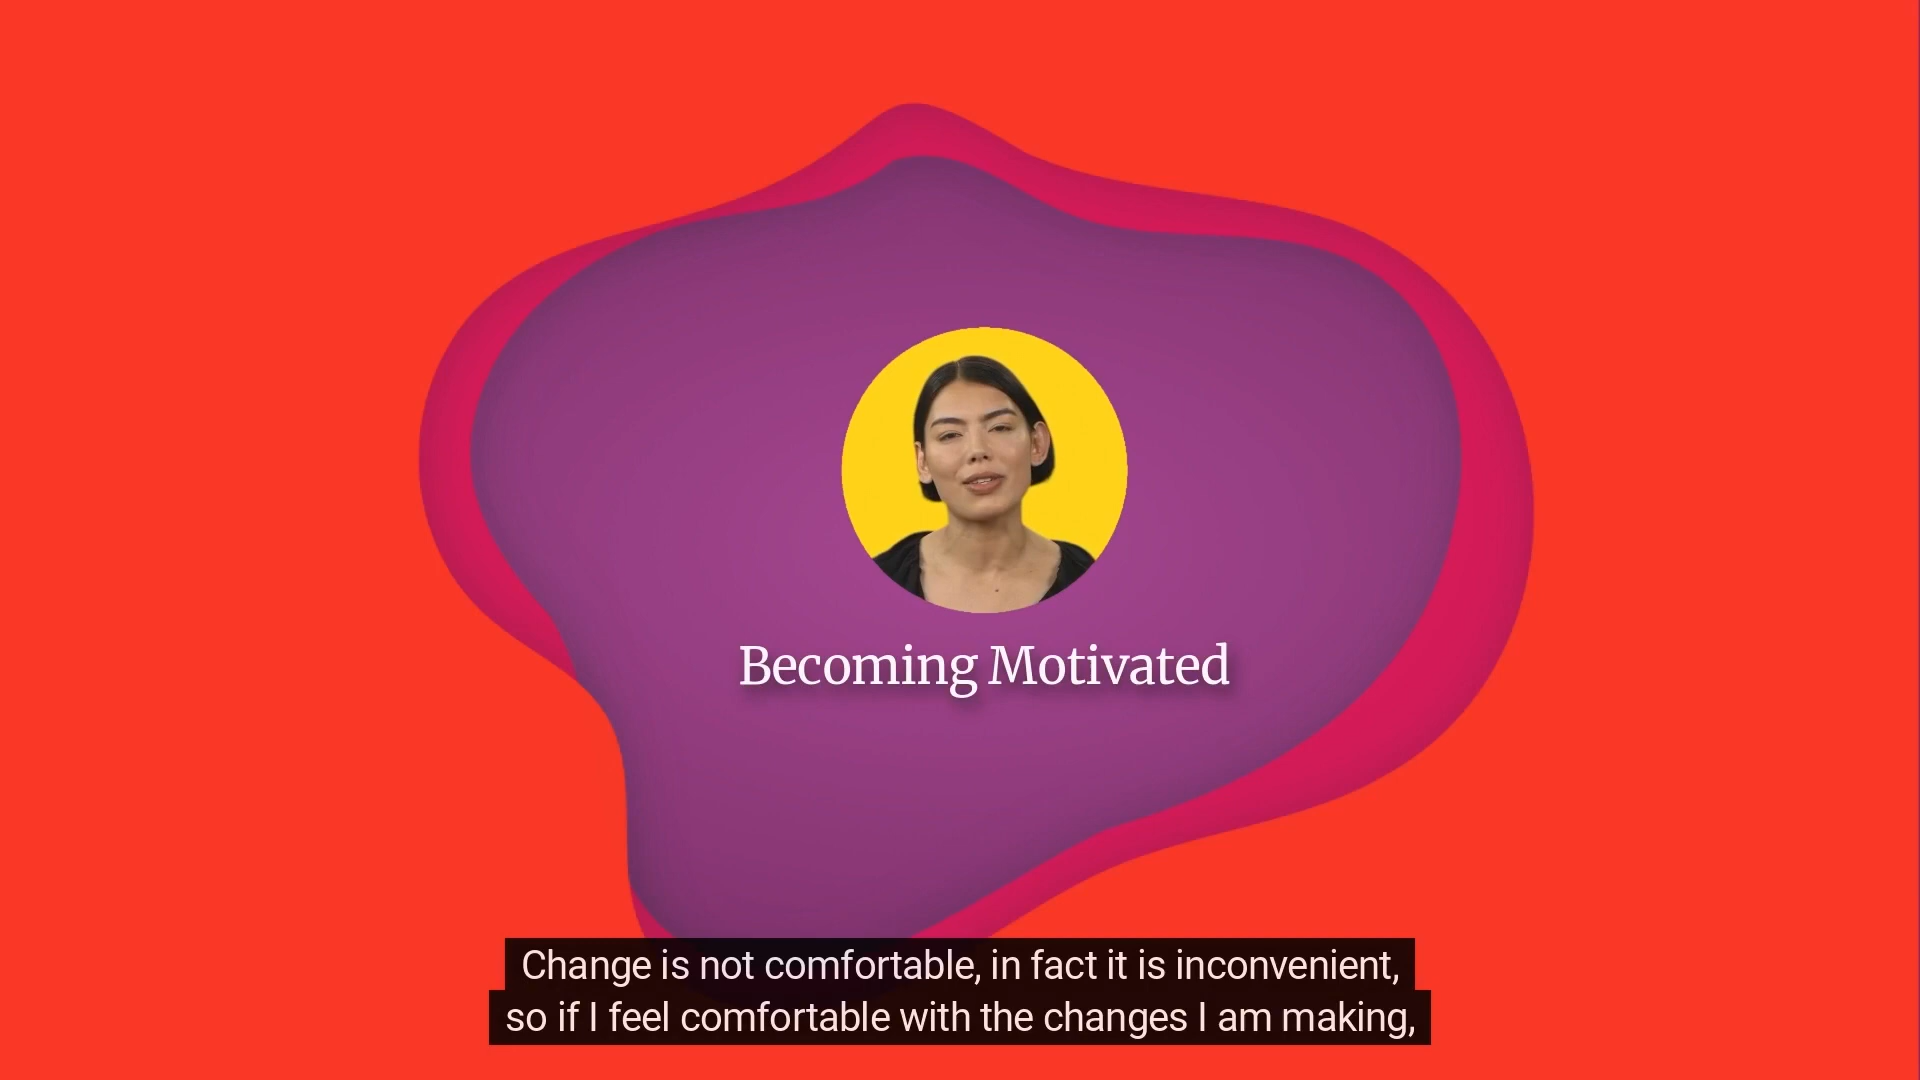 Becoming Motivated
Change is not comfortable, in fact it is inconvenient,
so if I feel comfortable with the changes I am making,